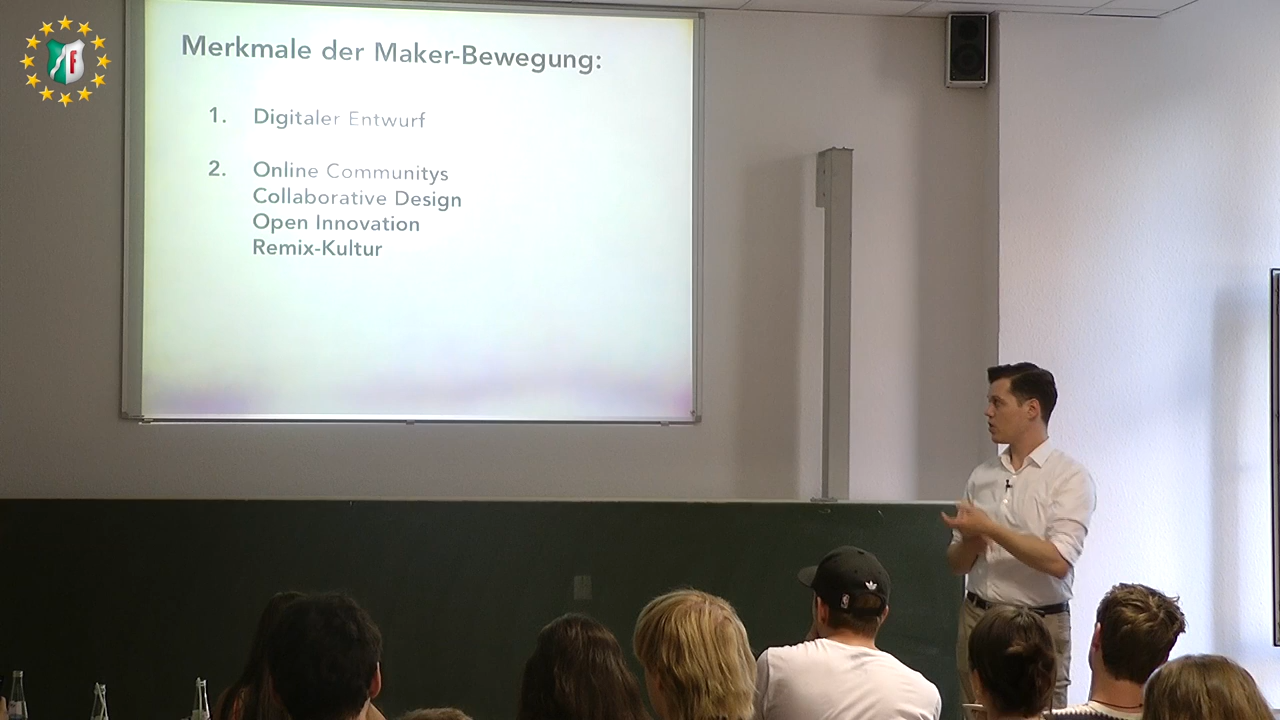 Merkmale der Maker-Bewegung:
1. Digitaler Entwurf
2. Online Communitys
Collaborative Design
Open Innovation
Remix-Kultur
F